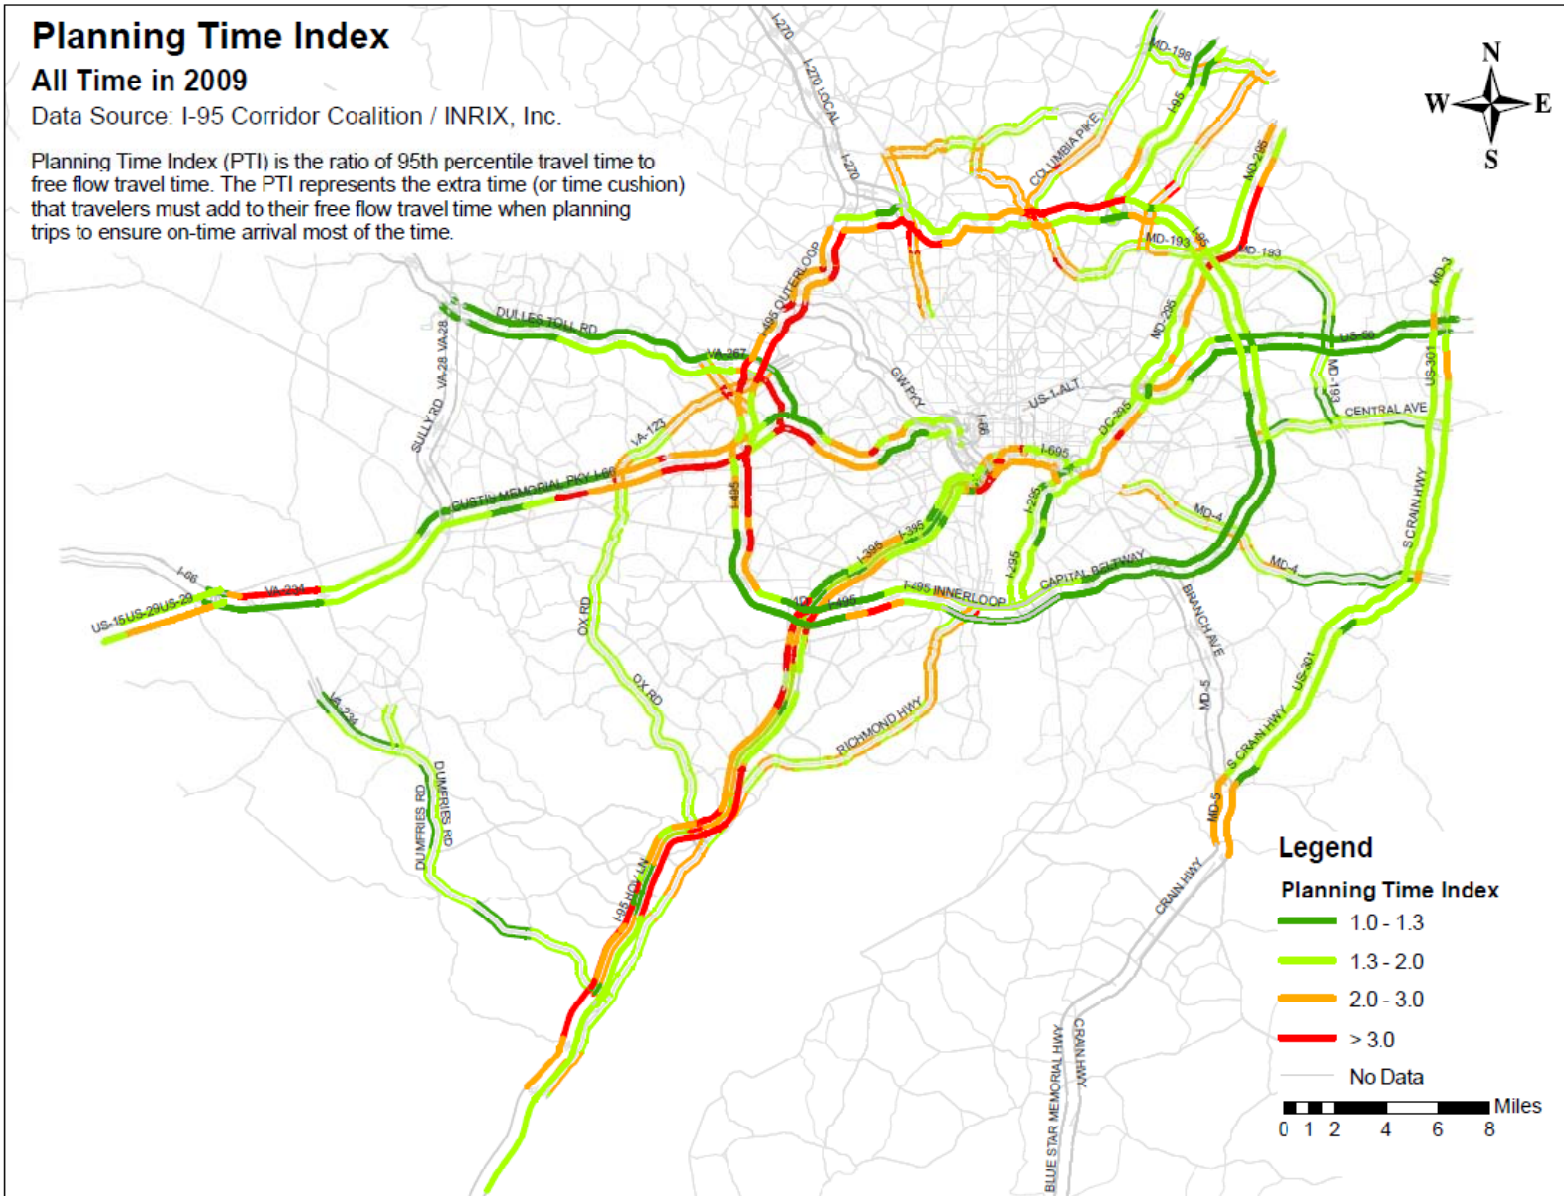 Planning Time Index
All Time in 2009
Data Source: I-95 Corridor Coalition / INRIX, Inc.
Planning Time Index (PTI) is the ratio of 95th percentile travel time to
free flow travel time. The PTI represents the extra time (or time cushion)
that travelers must add to their free flow travel time when planning
trips to ensure on-time arrival most of the time.
N
W E
S
I-270
I-270 LOCAL
I-270
MD-198
I-95
COLUMBIA PIKE
MD-295
MD-193
I-95
MD-193
MD-3
I-495 OUTERLOOP
DULLES TOLL RD
VA-267
VA-28 VA-28
SULLY RD
GW PKY
US-1-ALT
I-66
MD-295
DC-295
US-50
US-301
MD-193
CENTRAL AVE
VA-123
CUSTIS MEMORIAL PKY I-66
I-495
I-695
I-295
I-395
I-395
MD-4
MD-4
S CRAIN HWY
I-66
VA-234
US-15 US-29 US-29
I-295
CAPITAL BELTWAY
I-495
I-295 INNERLOOP
BRANCH AVE
OX RD
OX RD
MD-5
US-301
S CRAIN HWY
RICHMOND HWY
VA-234
DUMFRIES RD
DUMFRIES RD
MD-5
I-95 HOV LN
CRAIN HWY
BLUE STAR MEMORIAL HWY
CRAIN HWY
Legend
Planning Time Index
1.0 - 1.3
1.3 - 2.0
2.0 - 3.0
> 3.0
No Data
Miles
0 1 2 4 6 8